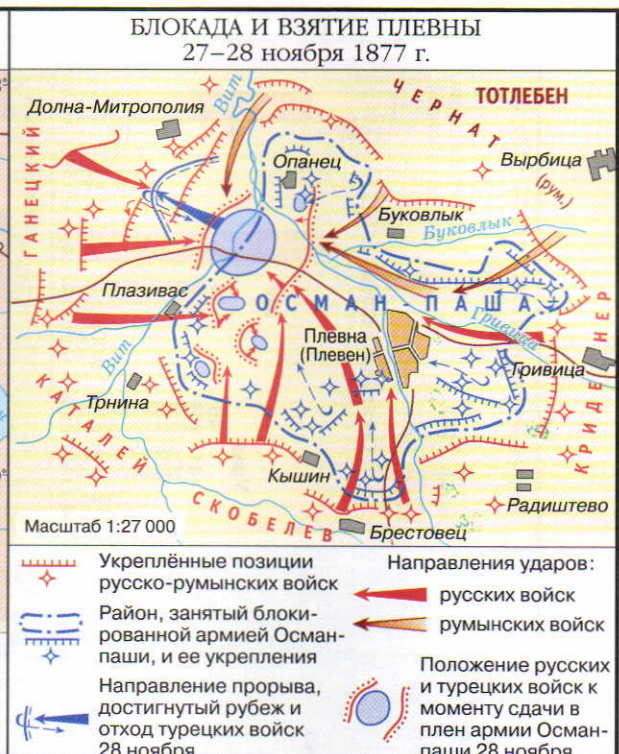 БЛОКАДА И ВЗЯТИЕ ПЛЕВНЫ
27–28 ноября 1877 г.
ЧЕРНАТ
ТОТЛЕБЕН
Вит
Долна-Митрополия
Опанец
Вырбица
(рум.)
ГАНЕЦКИЙ
Буковлык
Буковлык
Плазивас
ОСМАН-ПАША
Гривица
Плевна
(Плевен)
Гривица
Вит
Трнина
КАТАЛЕЙ
КРИДЕНЕР
Кышин
СКОБЕЛЕВ
Радиштево
Брестовец
Масштаб 1:27 000
Укреплённые позиции
русско-румынских войск
Район, занятый блоки-
рованной армией Осман-
паши, и ее укрепления
Направление прорыва,
достигнутый рубеж и
отход турецких войск
28 ноября
Направления ударов:
русских войск
румынских войск
Положение русских
и турецких войск к
моменту сдачи в
плен армии Осман-
паши 28 ноября